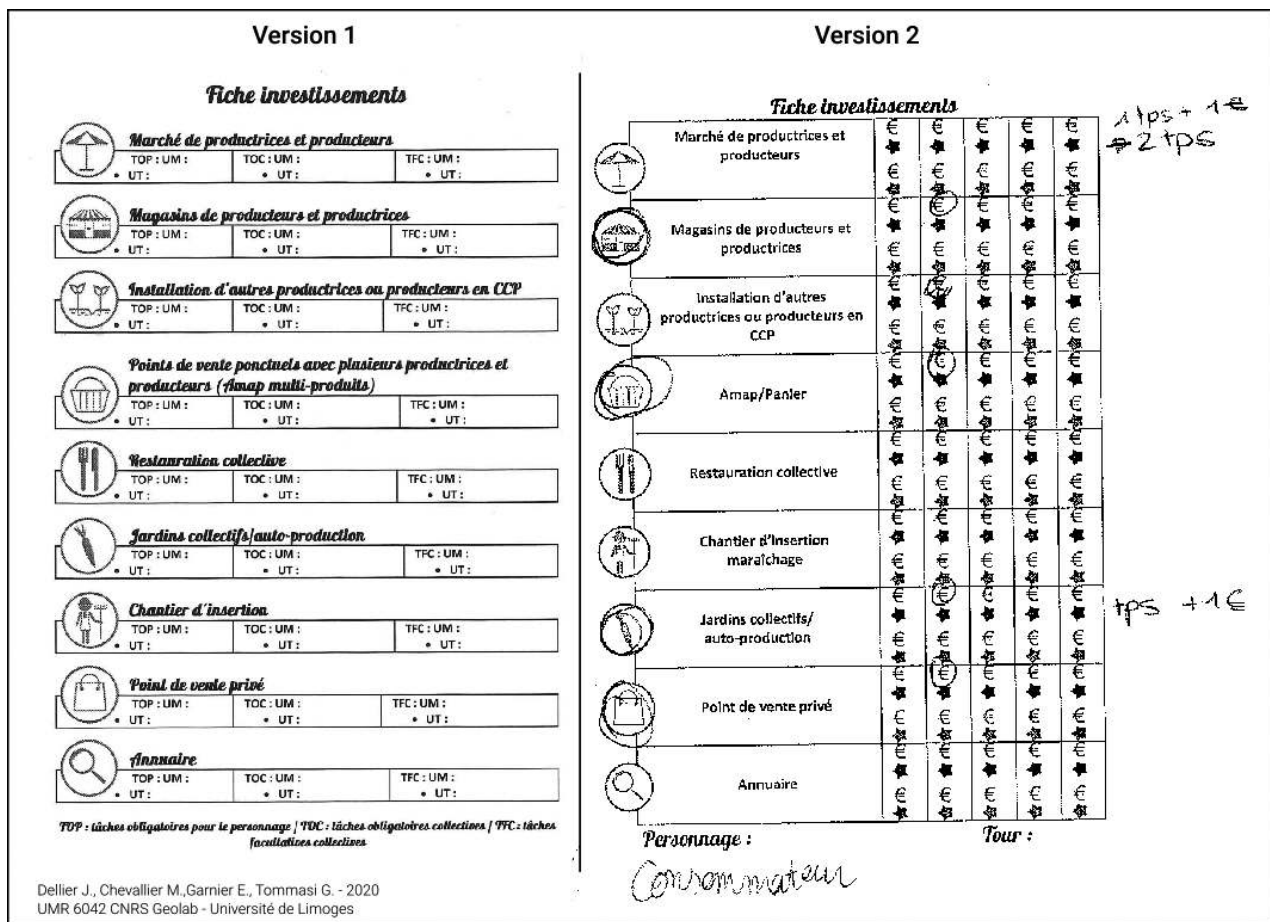 Version 1
Fiche investissements
Marché de productrices et producteurs
TOP : UM : TOC : UM : TFC : UM :
• UT : • UT : • UT :
Magasins de producteurs et productrices
TOP : UM : TOC : UM : TFC : UM :
• UT : • UT : • UT :
Installation d'autres productrices ou producteurs en CCP
TOP : UM : TOC : UM : TFC : UM :
• UT : • UT : • UT :
Points de vente ponctuels avec plusieurs productrices et
producteurs (Amap multi-produits)
TOP : UM : TOC : UM : TFC : UM :
• UT : • UT : • UT :
Restauration collective
TOP : UM : TOC : UM : TFC : UM :
• UT : • UT : • UT :
Jardins collectifs/auto-production
TOP : UM : TOC : UM : TFC : UM :
• UT : • UT : • UT :
Chantier d'insertion
TOP : UM : TOC : UM : TFC : UM :
• UT : • UT : • UT :
Point de vente privé
TOP : UM : TOC : UM : TFC : UM :
• UT : • UT : • UT :
Annuaire
TOP : UM : TOC : UM : TFC : UM :
• UT : • UT : • UT :
TOP : tâches obligatoires pour le personnage / TOC : tâches obligatoires collectives / TFC : tâches
facultatives collectives
Dellier J., Chevallier M.,Garnier E., Tommasi G. - 2020
UMR 6042 CNRS Geolab - Université de Limoges
Version 2
Fiche investissements
Marché de productrices et
producteurs
€ € € € €
€ € € € €
1 tps + 1 €
2 tps
Magasins de producteurs et
productrices
€ € € € €
€ € € € €
Installation d'autres
productrices ou producteurs en
CCP
€ € € €
€ € € € €
Amap/Panier
€ € € € €
€ € € € €
Restauration collective
€ € € € €
€ € € € €
Chantier d'insertion
maraîchage
€ € € € €
€ € € € €
Jardins collectifs/
auto-production
€ € € € €
€ € € € €
tps + 1 €
Point de vente privé
€ € € € €
€ € € € €
Annuaire
€ € € € €
€ € € € €
Personnage : Tour :
Consommateur